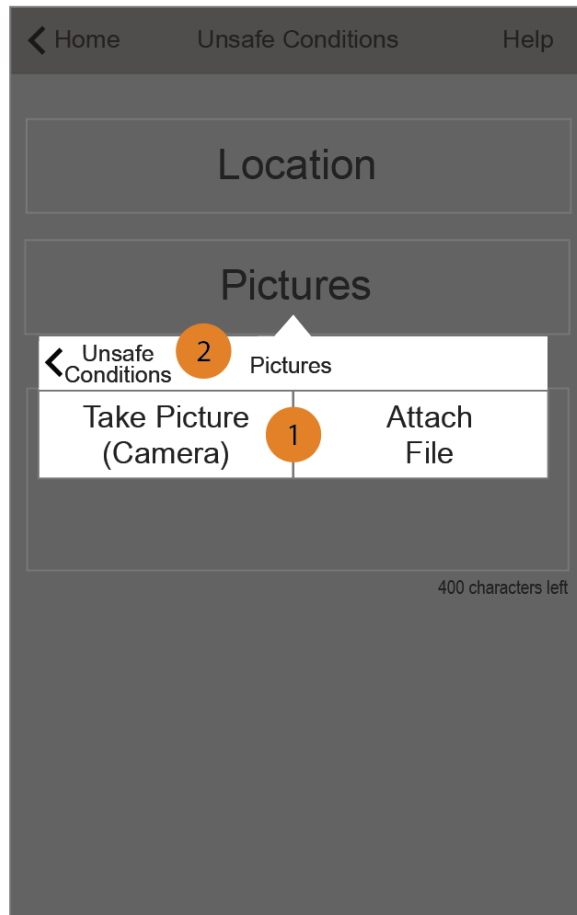 Home Unsafe Conditions Help
Location
Pictures
Unsafe
Conditions
2
Pictures
Take Picture
(Camera)
1
Attach
File
400 characters left